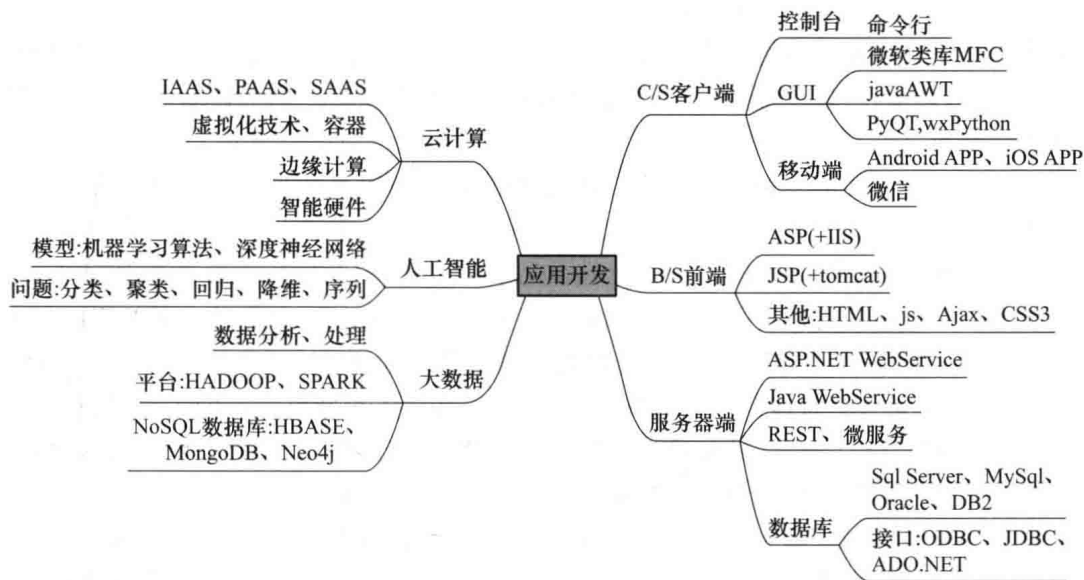 应用开发
云计算
IAAS、PAAS、SAAS
虚拟化技术、容器
边缘计算
智能硬件
人工智能
模型:机器学习算法、深度神经网络
问题:分类、聚类、回归、降维、序列
大数据
数据分析、处理
平台:HADOOP、SPARK
NoSQL数据库:HBASE、
MongoDB、Neo4j
C/S客户端
控制台
命令行
GUI
微软类库MFC
javaAWT
PyQT,wxPython
移动端
Android APP、iOS APP
微信
B/S前端
ASP(+IIS)
JSP(+tomcat)
其他:HTML、js、Ajax、CSS3
服务器端
ASP.NET WebService
Java WebService
REST、微服务
数据库
Sql Server、MySql、
Oracle、DB2
接口:ODBC、JDBC、
ADO.NET